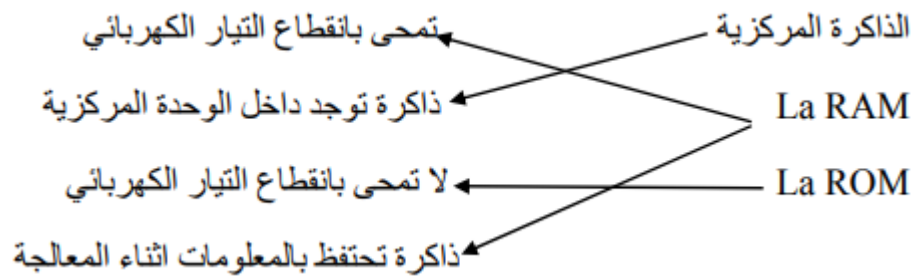 الذاكرة المركزية تمحى بانقطاع التيار الكهربائي
La RAM ذاكرة توجد داخل الوحدة المركزية
La ROM لا تمحى بانقطاع التيار الكهربائي
ذاكرة تحتفظ بالمعلومات اثناء المعالجة